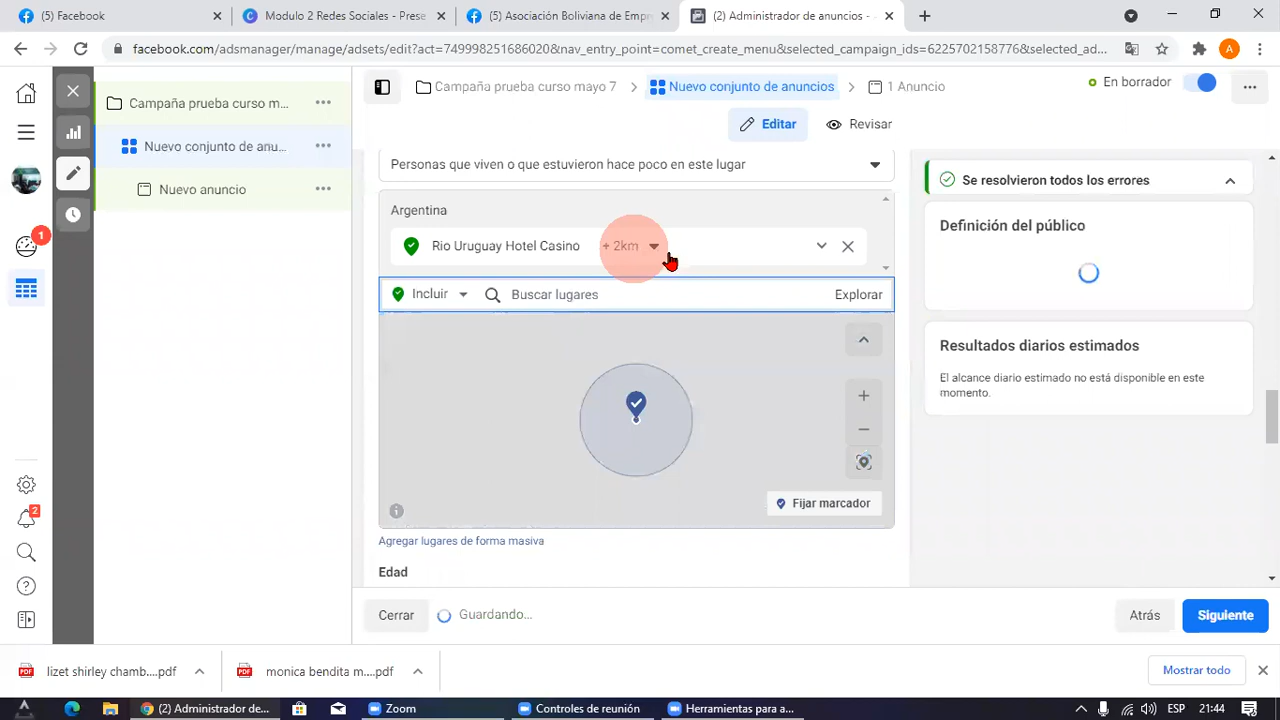 (5) Facebook
Modulo 2 Redes Sociales - Pres
(5) Asociación Boliviana de Empr
(2) Administrador de anuncios -
facebook.com/adsmanager/manage/adsets/edit?act=749998251686020&nav_entry_point=comet_create_menu&selected_campaign_ids=6225702158776&selected_ad...
A
Campaña prueba curso m...
Nuevo conjunto de anu...
Nuevo anuncio
1
2
Campaña prueba curso mayo 7
Nuevo conjunto de anuncios
1 Anuncio
En borrador
Editar
Revisar
Personas que viven o que estuvieron hace poco en este lugar
Argentina
Rio Uruguay Hotel Casino
+ 2km
Incluir
Buscar lugares
Explorar
Fijar marcador
Agregar lugares de forma masiva
Edad
Se resolvieron todos los errores
Definición del público
Resultados diarios estimados
El alcance diario estimado no está disponible en este
momento.
Cerrar
Guardando...
Atrás
Siguiente
lizet shirley chamb....pdf
monica bendita m....pdf
Mostrar todo
(2) Administrador de...
Zoom
Controles de reunión
Herramientas para a...
ESP
21:44